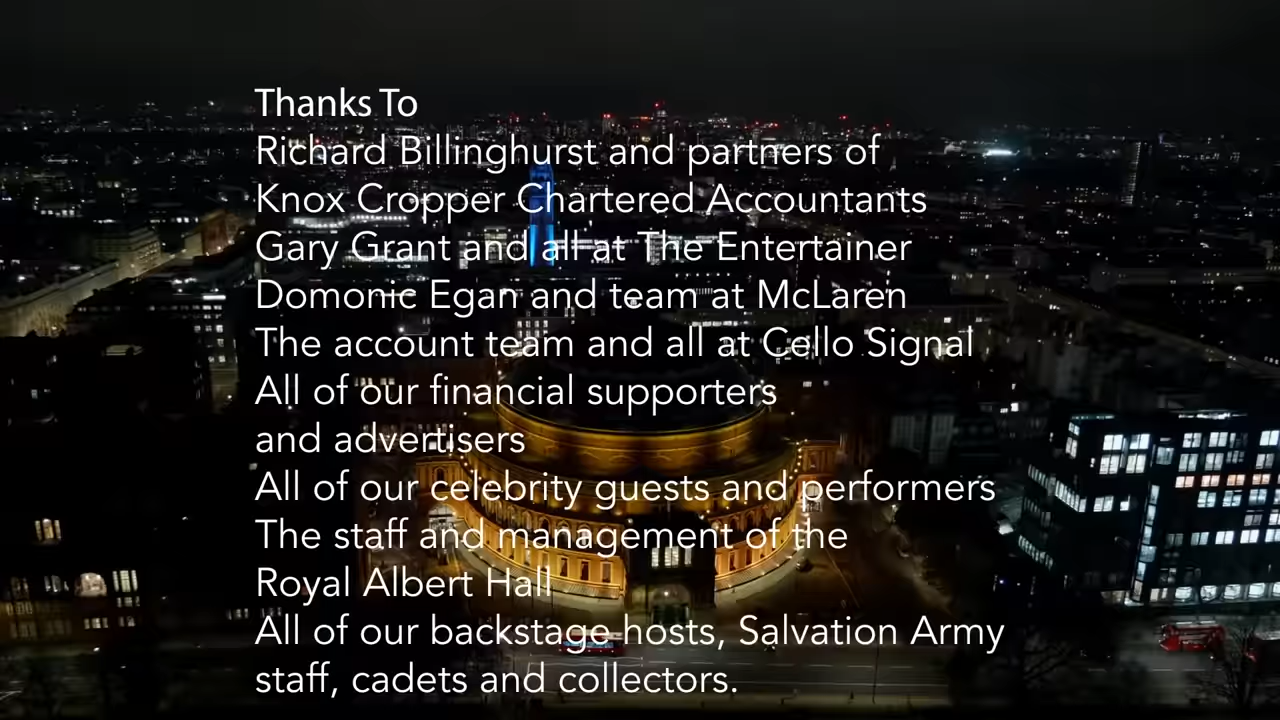 Thanks To
Richard Billinghurst and partners of
Knox Cropper Chartered Accountants
Gary Grant and all at The Entertainer
Domonic Egan and team at McLaren
The account team and all at Cello Signal
All of our financial supporters
and advertisers
All of our celebrity guests and performers
The staff and management of the
Royal Albert Hall
All of our backstage hosts, Salvation Army
staff, cadets and collectors.